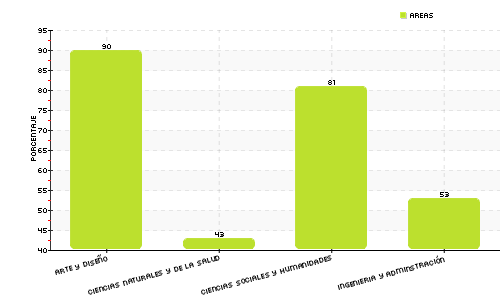 AREAS
PORCENTAJE
95
90
85
80
75
70
65
60
55
50
45
40
90
43
81
53
ARTE Y DISEÑO
CIENCIAS NATURALES Y DE LA SALUD
CIENCIAS SOCIALES Y HUMANIDADES
INGENIERIA Y ADMINSTRACIÓN